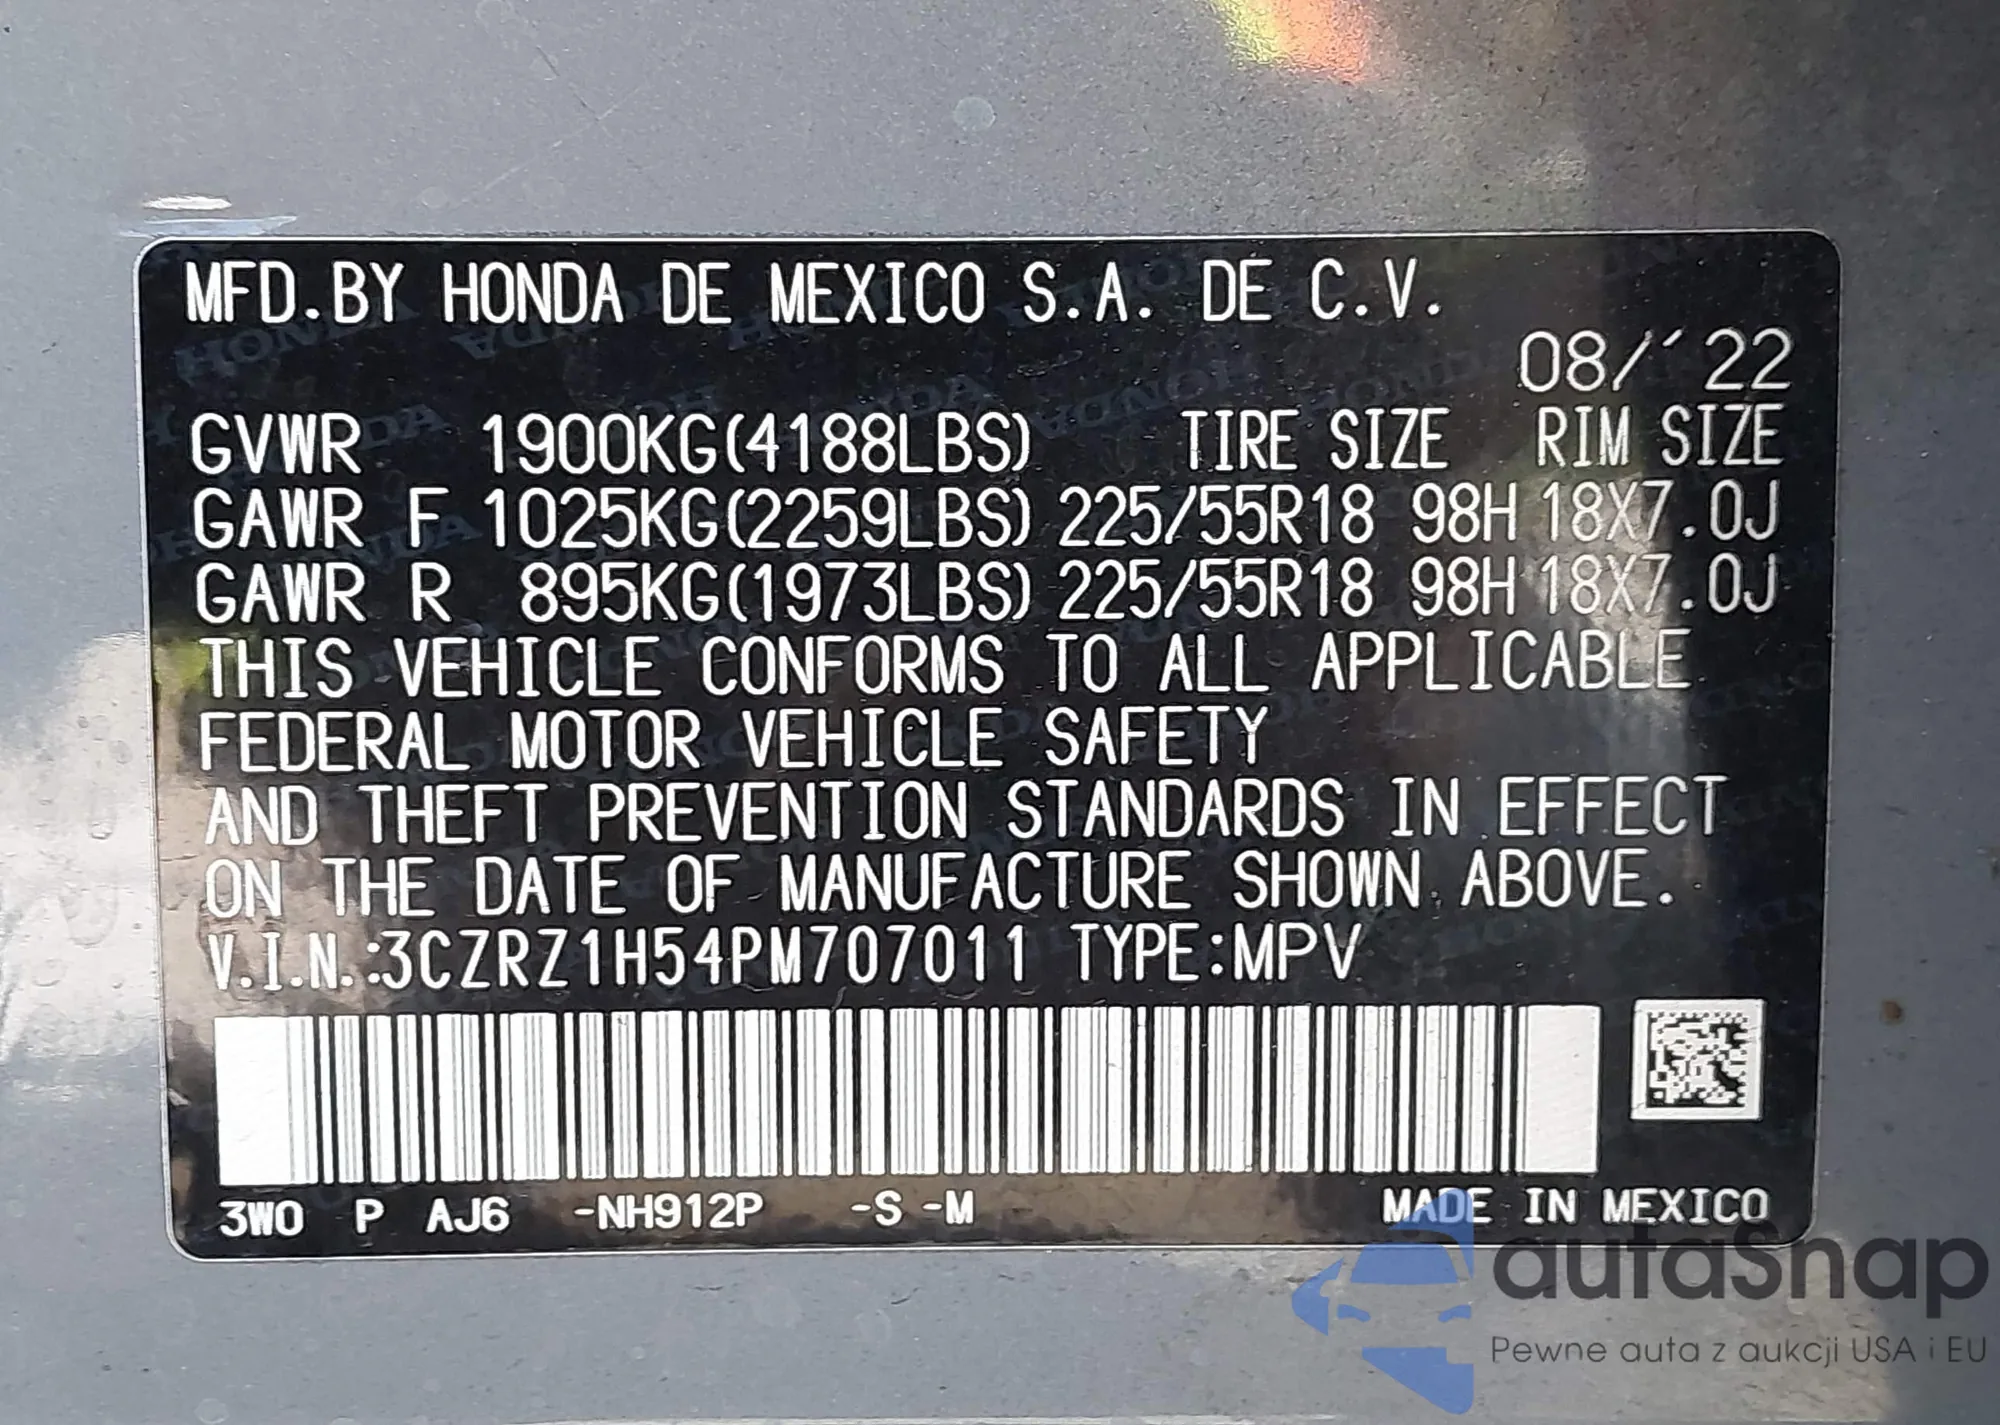 MFD.BY HONDA DE MEXICO S.A. DE C.V.
08/'22
GVWR 1900KG(4188LBS) TIRE SIZE RIM SIZE
GAWR F 1025KG(2259LBS) 225/55R18 98H 18X7.0J
GAWR R 895KG(1973LBS) 225/55R18 98H 18X7.0J
THIS VEHICLE CONFORMS TO ALL APPLICABLE
FEDERAL MOTOR VEHICLE SAFETY
AND THEFT PREVENTION STANDARDS IN EFFECT
ON THE DATE OF MANUFACTURE SHOWN ABOVE.
V.I.N.:3CZRZ1H54PM707011 TYPE:MPV
3W0 P AJ6 -NH912P -S -M MADE IN MEXICO
autaSnap
Pewne auta z aukcji USA i EU